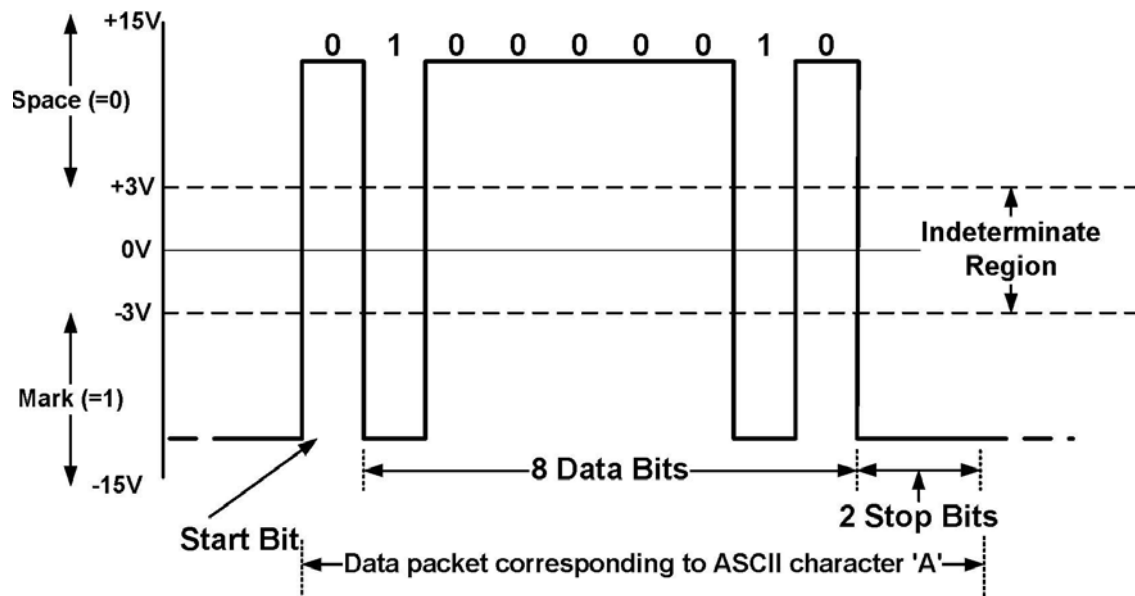 +15V
0 1 0 0 0 0 0 1 0
Space (=0)
+3V
Indeterminate
Region
0V
-3V
Mark (=1)
8 Data Bits
-15V
2 Stop Bits
Start Bit
Data packet corresponding to ASCII character 'A'